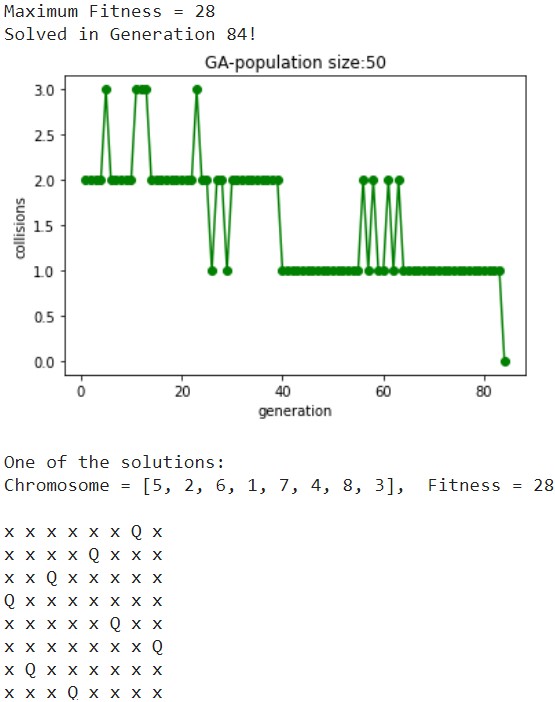 Maximum Fitness = 28
Solved in Generation 84!
GA-population size:50
3.0
2.5
2.0
1.5
1.0
0.5
0.0
collisions
0 20 40 60 80
generation
One of the solutions:
Chromosome = [5, 2, 6, 1, 7, 4, 8, 3],  Fitness = 28
x x x x x x Q x
x x x x Q x x x
x x Q x x x x x
Q x x x x x x x
x x x x x Q x x
x x x x x x x Q
x Q x x x x x x
x x x Q x x x x